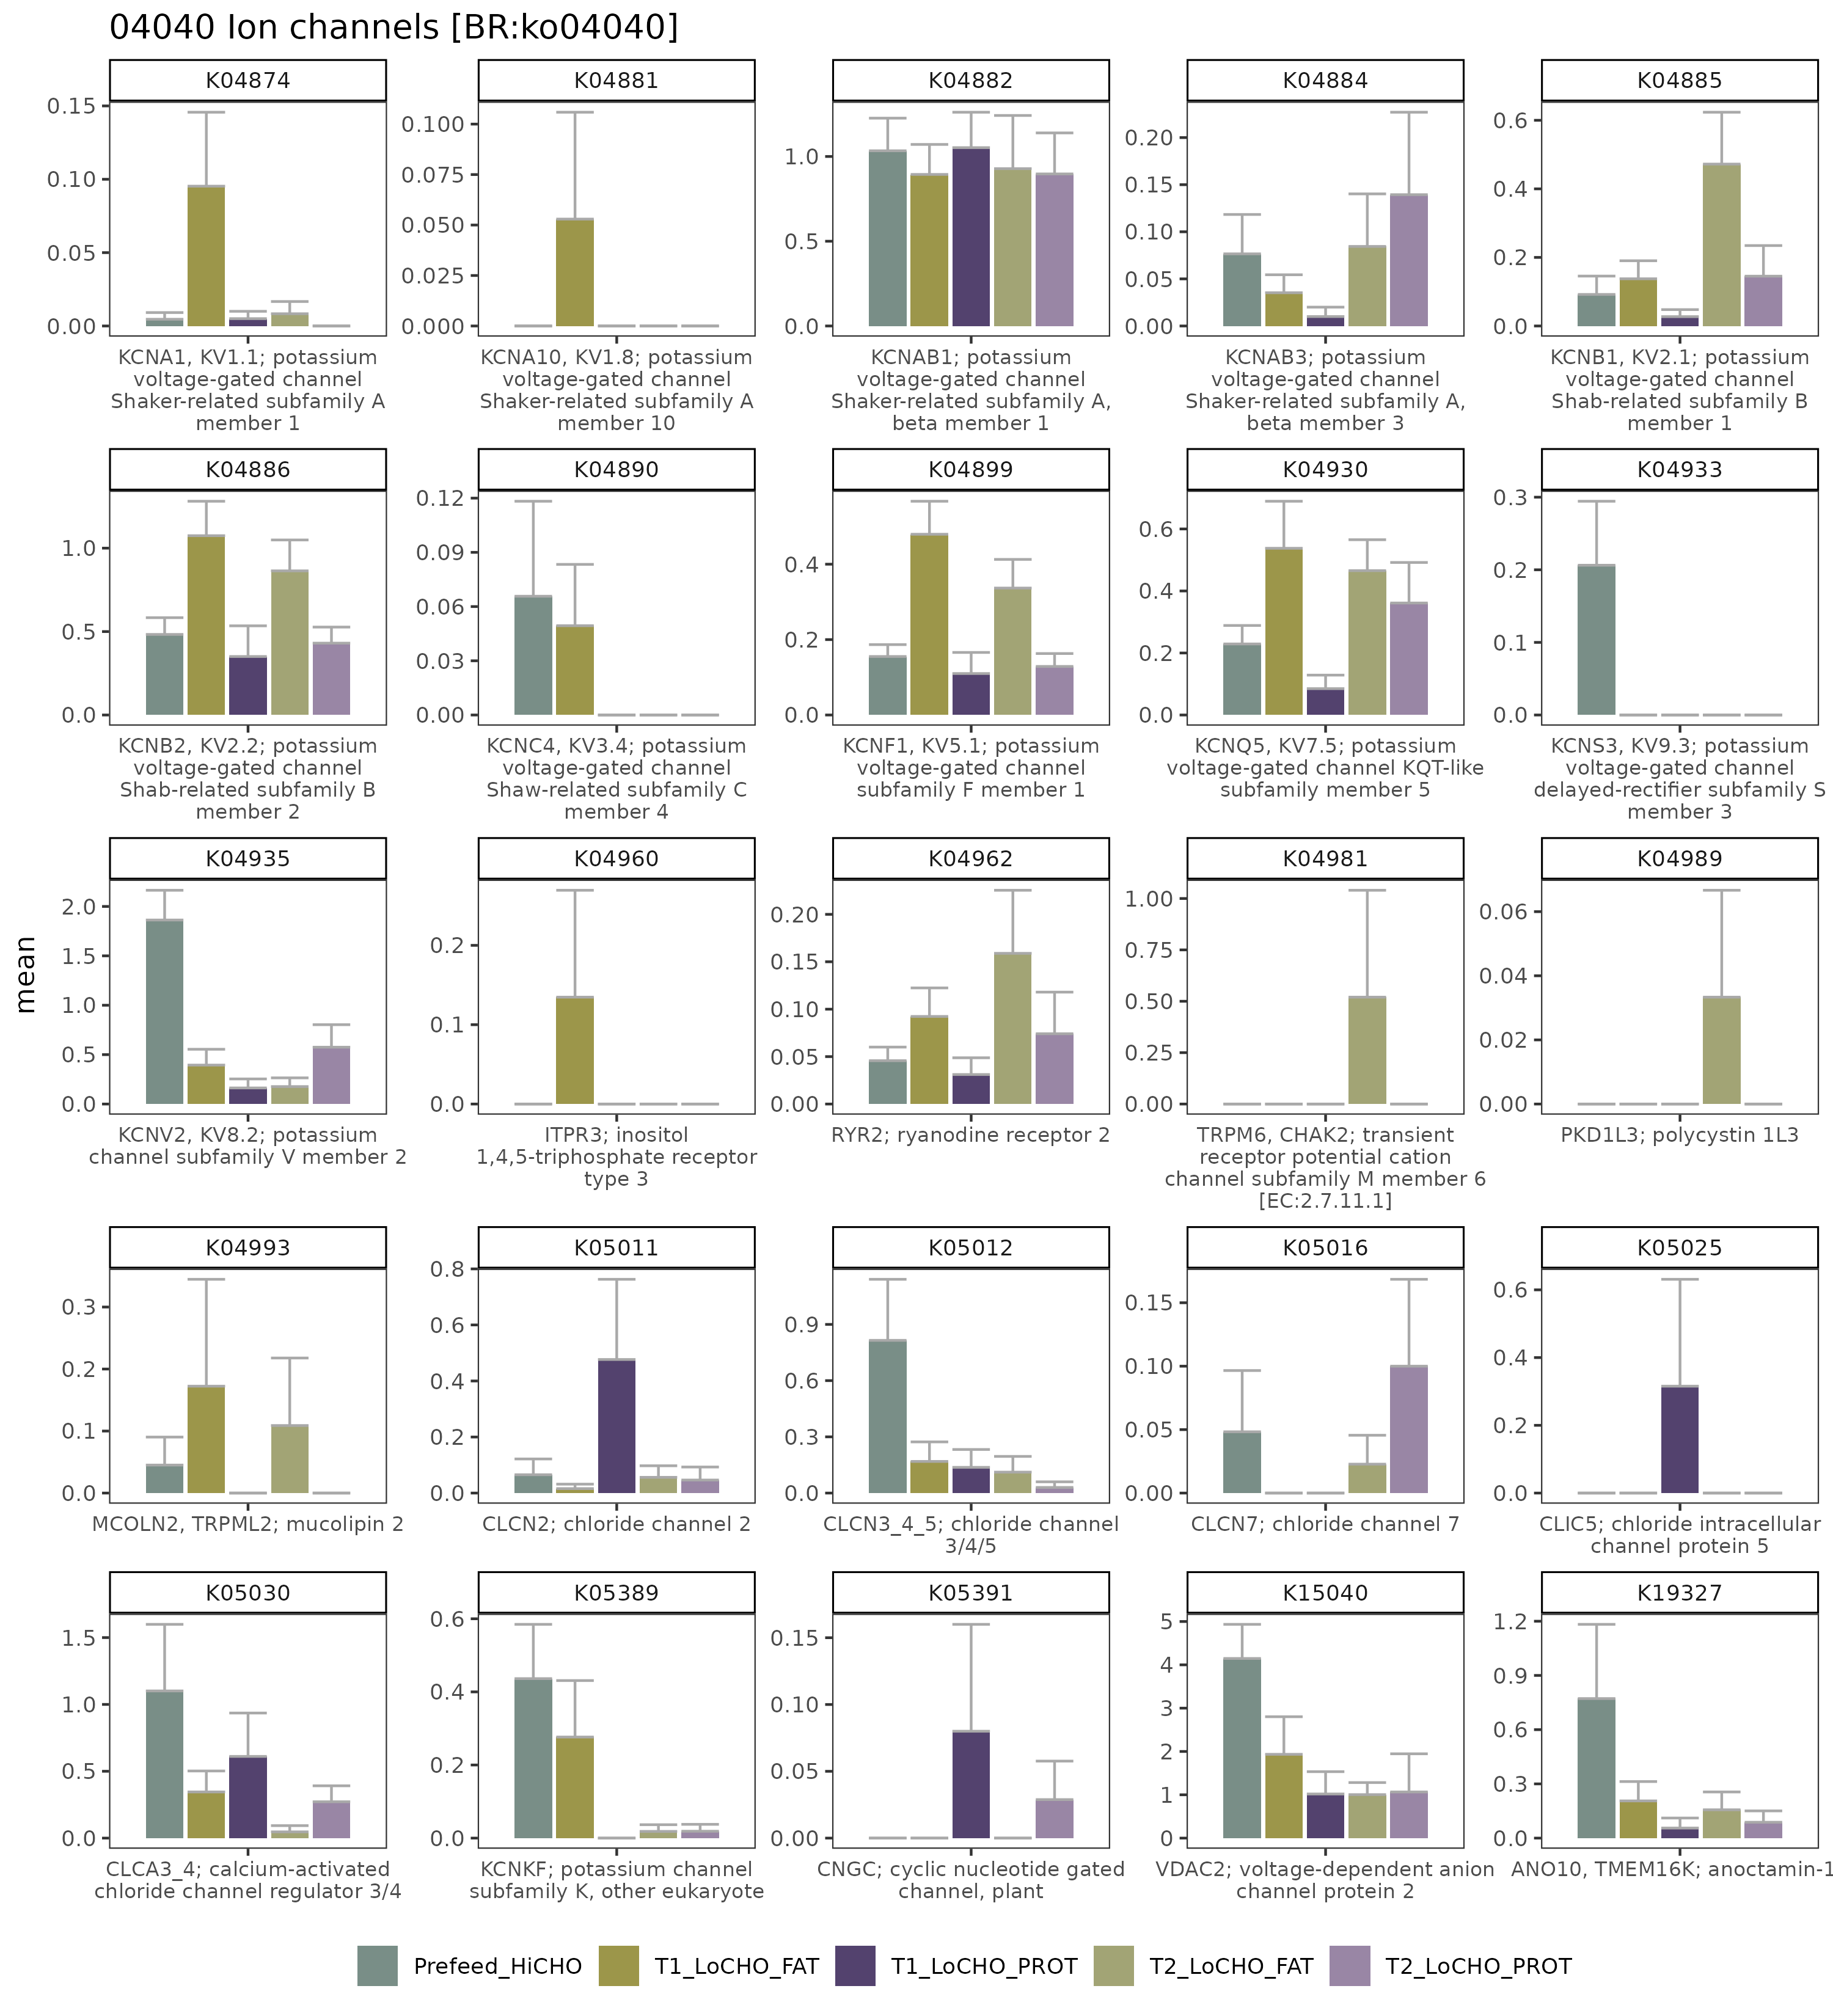 04040 Ion channels [BR:ko04040]
K04874
K04881
K04882
K04884
K04885
0.15
0.10
0.05
0.00
0.100
0.075
0.050
0.025
0.000
1.0
0.5
0.0
0.20
0.15
0.10
0.05
0.00
0.6
0.4
0.2
0.0
KCNA1, KV1.1; potassium
voltage-gated channel
Shaker-related subfamily A
member 1
KCNA10, KV1.8; potassium
voltage-gated channel
Shaker-related subfamily A
member 10
KCNAB1; potassium
voltage-gated channel
Shaker-related subfamily A,
beta member 1
KCNAB3; potassium
voltage-gated channel
Shaker-related subfamily A,
beta member 3
KCNB1, KV2.1; potassium
voltage-gated channel
Shab-related subfamily B
member 1
K04886
K04890
K04899
K04930
K04933
1.0
0.5
0.0
0.12
0.09
0.06
0.03
0.00
0.4
0.2
0.0
0.6
0.4
0.2
0.0
0.3
0.2
0.1
0.0
KCNB2, KV2.2; potassium
voltage-gated channel
Shab-related subfamily B
member 2
KCNC4, KV3.4; potassium
voltage-gated channel
Shaw-related subfamily C
member 4
KCNF1, KV5.1; potassium
voltage-gated channel
subfamily F member 1
KCNQ5, KV7.5; potassium
voltage-gated channel KQT-like
subfamily member 5
KCNS3, KV9.3; potassium
voltage-gated channel
delayed-rectifier subfamily S
member 3
mean
K04935
K04960
K04962
K04981
K04989
2.0
1.5
1.0
0.5
0.0
0.2
0.1
0.0
0.20
0.15
0.10
0.05
0.00
1.00
0.75
0.50
0.25
0.00
0.06
0.04
0.02
0.00
KCNV2, KV8.2; potassium
channel subfamily V member 2
ITPR3; inositol
1,4,5-triphosphate receptor
type 3
RYR2; ryanodine receptor 2
TRPM6, CHAK2; transient
receptor potential cation
channel subfamily M member 6
[EC:2.7.11.1]
PKD1L3; polycystin 1L3
K04993
K05011
K05012
K05016
K05025
0.3
0.2
0.1
0.0
0.8
0.6
0.4
0.2
0.0
0.9
0.6
0.3
0.0
0.15
0.10
0.05
0.00
0.6
0.4
0.2
0.0
MCOLN2, TRPML2; mucolipin 2
CLCN2; chloride channel 2
CLCN3_4_5; chloride channel
3/4/5
CLCN7; chloride channel 7
CLIC5; chloride intracellular
channel protein 5
K05030
K05389
K05391
K15040
K19327
1.5
1.0
0.5
0.0
0.6
0.4
0.2
0.0
0.15
0.10
0.05
0.00
5
4
3
2
1
0
1.2
0.9
0.6
0.3
0.0
CLCA3_4; calcium-activated
chloride channel regulator 3/4
KCNKF; potassium channel
subfamily K, other eukaryote
CNGC; cyclic nucleotide gated
channel, plant
VDAC2; voltage-dependent anion
channel protein 2
ANO10, TMEM16K; anoctamin-1
Prefeed_HiCHO
T1_LoCHO_FAT
T1_LoCHO_PROT
T2_LoCHO_FAT
T2_LoCHO_PROT